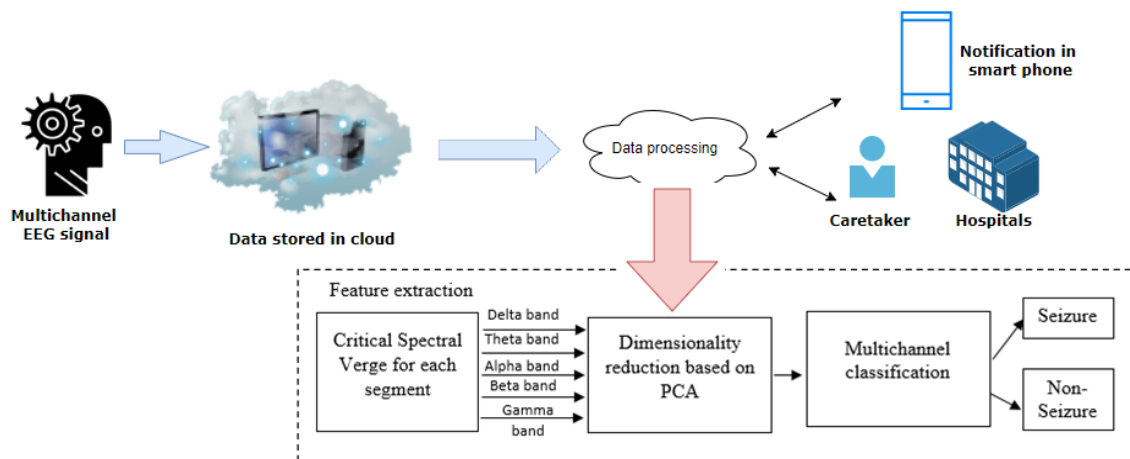 Notification in
smart phone
Data processing
Multichannel
EEG signal
Data stored in cloud
Caretaker
Hospitals
Feature extraction
Critical Spectral
Verge for each
segment
Delta band
Theta band
Alpha band
Beta band
Gamma
band
Dimensionality
reduction based on
PCA
Multichannel
classification
Seizure
Non-
Seizure